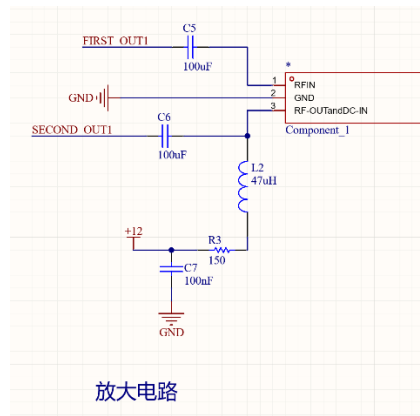 C5
FIRST_OUT1
100uF
*
1 RFIN
GND 2 GND
3 RF-OUTandDC-IN
C6
SECOND_OUT1
Component_1
100uF
L2
47uH
+12
R3
150
C7
100nF
GND
放大电路